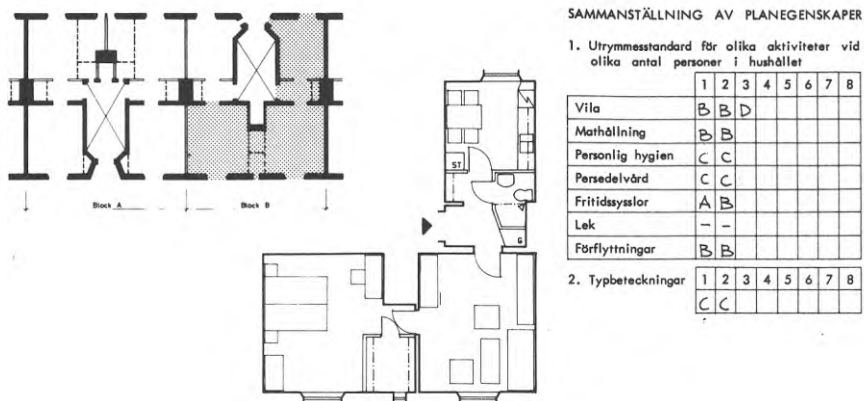 Block A
Block B
ST
G
SAMMANSTÄLLNING AV PLANEGENSKAPER
1. Utrymmesstandard för olika aktiviteter vid
olika antal personer i hushållet
1 2 3 4 5 6 7 8
Vila B B D
Mathållning B B
Personlig hygien C C
Persedelvård C C
Fritidssysslor A B
Lek – –
Förflyttningar B B
2. Typbeteckningar 1 2 3 4 5 6 7 8
C C